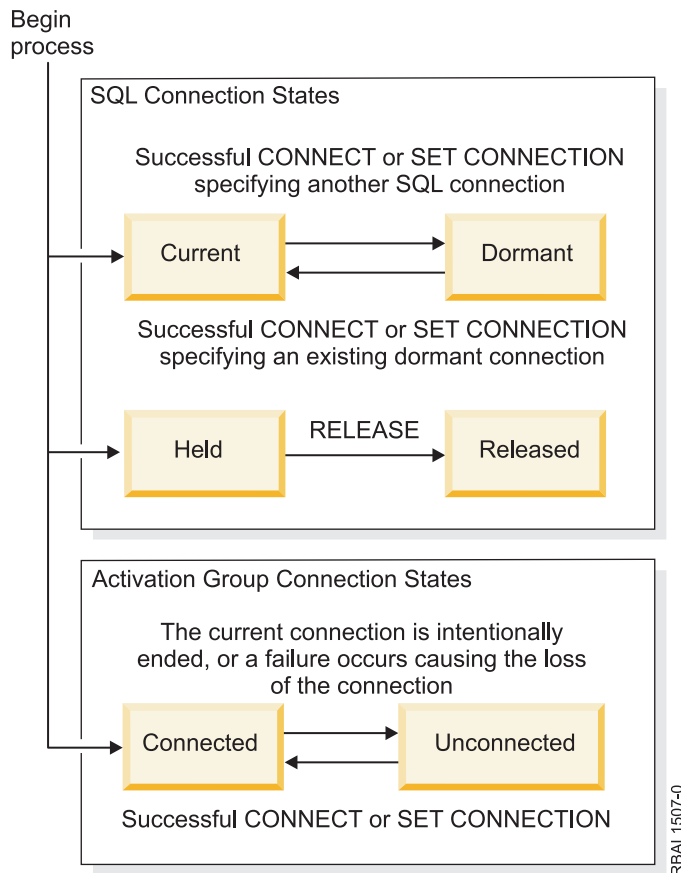 Begin
process
SQL Connection States
Successful CONNECT or SET CONNECTION
specifying another SQL connection
Current
Dormant
Successful CONNECT or SET CONNECTION
specifying an existing dormant connection
Held
RELEASE
Released
Activation Group Connection States
The current connection is intentionally
ended, or a failure occurs causing the loss
of the connection
Connected
Unconnected
Successful CONNECT or SET CONNECTION
RBAL1507-0